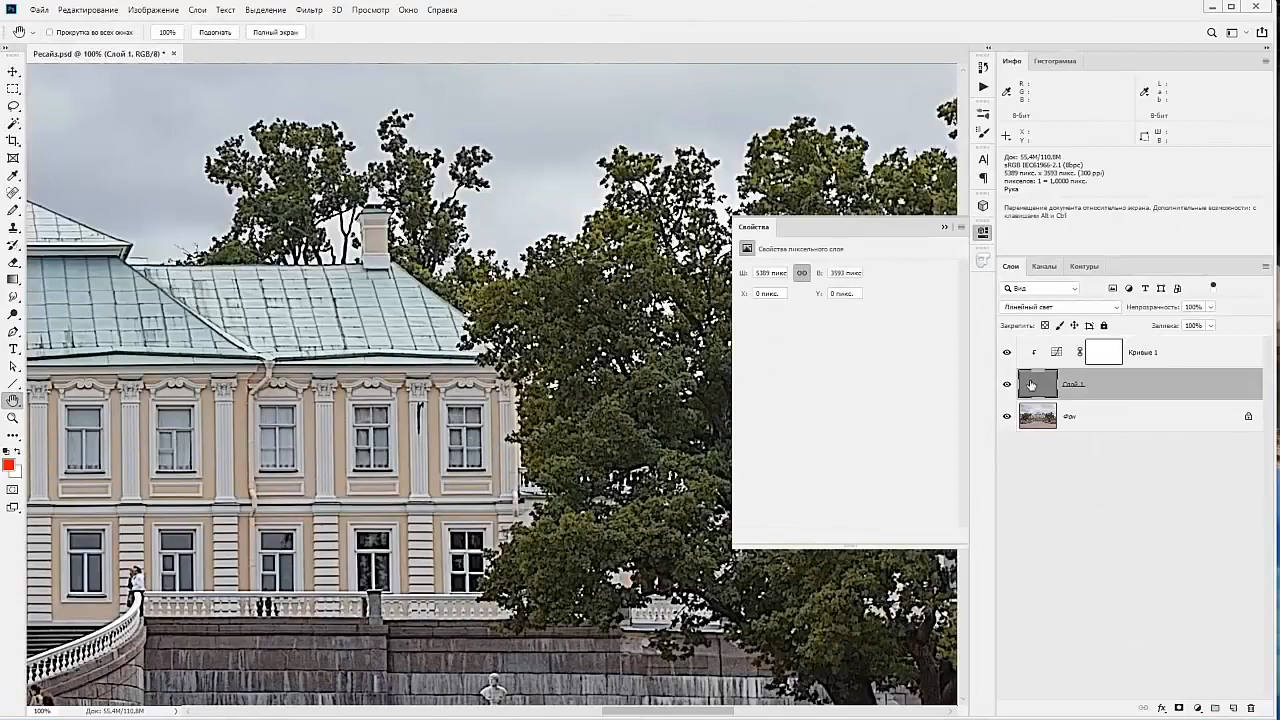 Ps Файл Редактирование Изображение Слои Текст Выделение Фильтр 3D Просмотр Окно Справка
Прокрутка во всех окнах 100% Подогнать Полный экран
Ресайз.psd @ 100% (Слой 1, RGB/8) *
Инфо Гистограмма
R : L :
G : a :
B : b :
8-бит 8-бит
X : Ш :
Y : В :
Док: 55,4M/110,8M
sRGB IEC61966-2.1 (8bpc)
5389 пикс. x 3593 пикс. (300 ppi)
пикселов: 1 = 1,0000 пикс.
Рука
Перемещение документа относительно экрана. Дополнительные возможности: с
клавишами Alt и Ctrl
Свойства
Свойства пиксельного слоя
Ш: 5389 пикс В: 3593 пикс
X: 0 пикс. Y: 0 пикс.
Слои Каналы Контуры
Вид
Линейный свет Непрозрачность: 100%
Закрепить: Заливка: 100%
Кривые 1
Слой 1
Фон
100% Док: 55,4M/110,8M